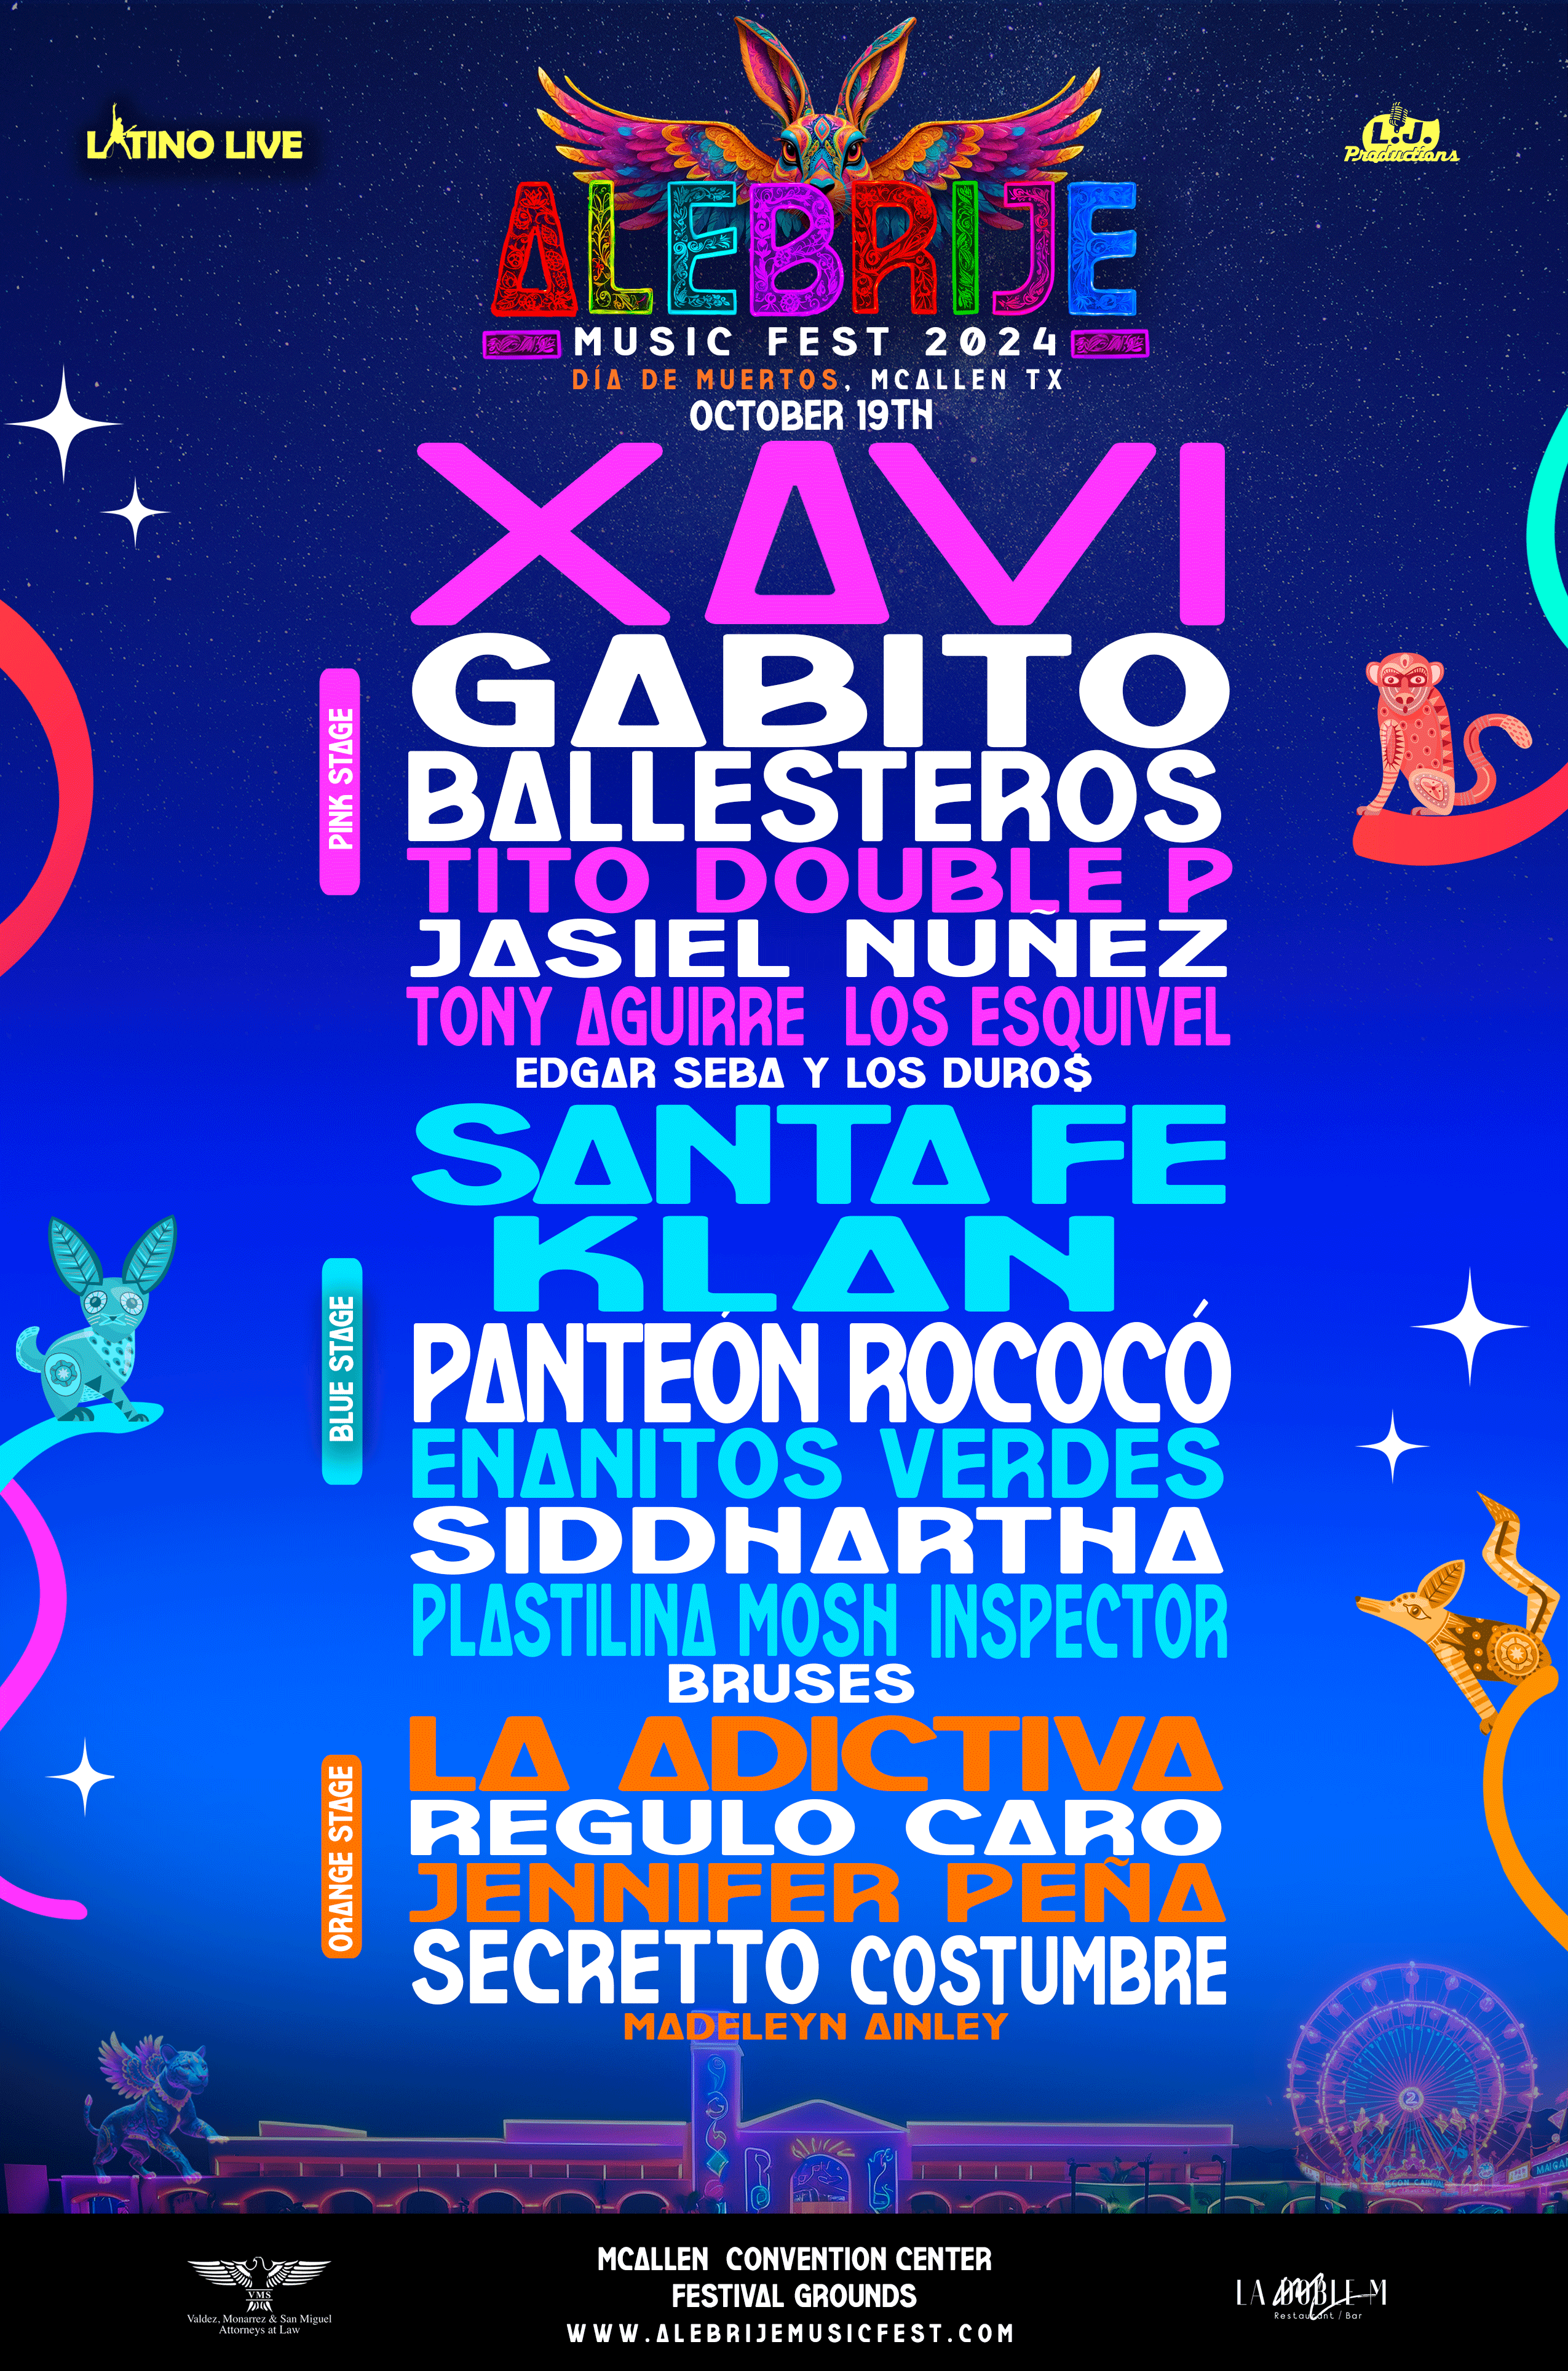 LATINO LIVE
L.J.
Productions
ALEBRIJE
MUSIC FEST 2024
DÍA DE MUERTOS, MCALLEN TX
OCTOBER 19TH
XAVI
PINK STAGE
GABITO
BALLESTEROS
TITO DOUBLE P
JASIEL NUÑEZ
TONY AGUIRRE LOS ESQUIVEL
EDGAR SEBA Y LOS DURO$
BLUE STAGE
SANTA FE
KLAN
PANTEÓN ROCOCÓ
ENANITOS VERDES
SIDDHARTHA
PLASTILINA MOSH INSPECTOR
BRUSES
ORANGE STAGE
LA ADICTIVA
REGULO CARO
JENNIFER PEÑA
SECRETTO COSTUMBRE
MADELEYN AINLEY
2
VMS
Valdez, Monarrez & San Miguel
Attorneys at Law
MCALLEN CONVENTION CENTER
FESTIVAL GROUNDS
WWW.ALEBRIJEMUSICFEST.COM
LA DOBLE M
Restaurant / Bar